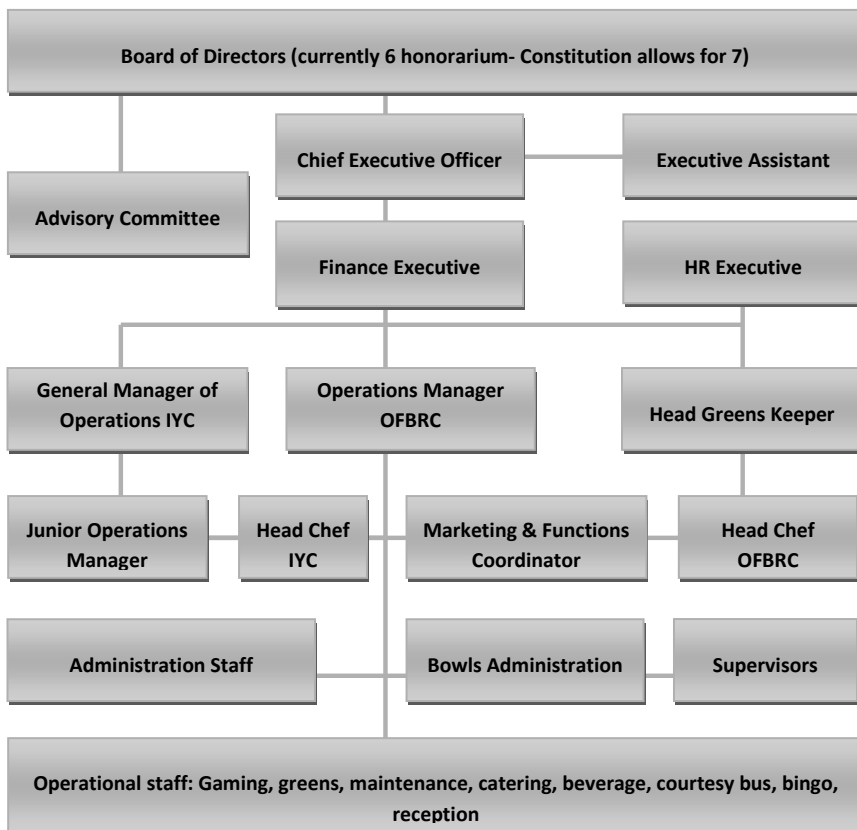 Board of Directors (currently 6 honorarium- Constitution allows for 7)
Chief Executive Officer
Executive Assistant
Advisory Committee
Finance Executive
HR Executive
General Manager of
Operations IYC
Operations Manager
OFBRC
Head Greens Keeper
Junior Operations
Manager
Head Chef
IYC
Marketing & Functions
Coordinator
Head Chef
OFBRC
Administration Staff
Bowls Administration
Supervisors
Operational staff: Gaming, greens, maintenance, catering, beverage, courtesy bus, bingo,
reception